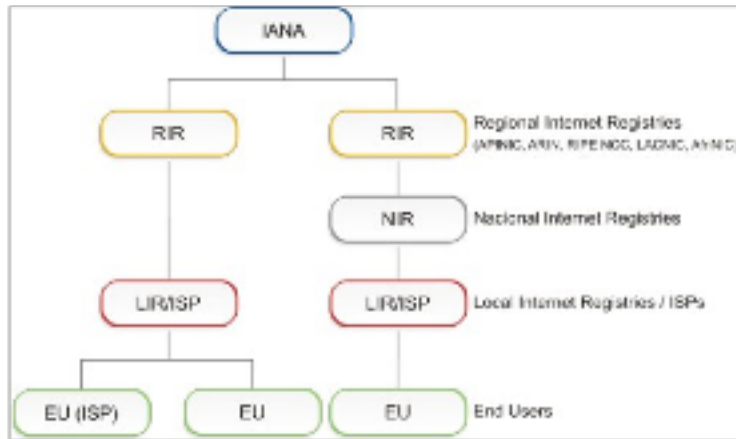 IANA
RIR
RIR
Regional Internet Registries
(APNIC, ARIN, RIPE NCC, LACNIC, AfriNIC)
NIR
Nacional Internet Registries
LIR/ISP
LIR/ISP
Local Internet Registries / ISPs
EU (ISP)
EU
EU
End Users